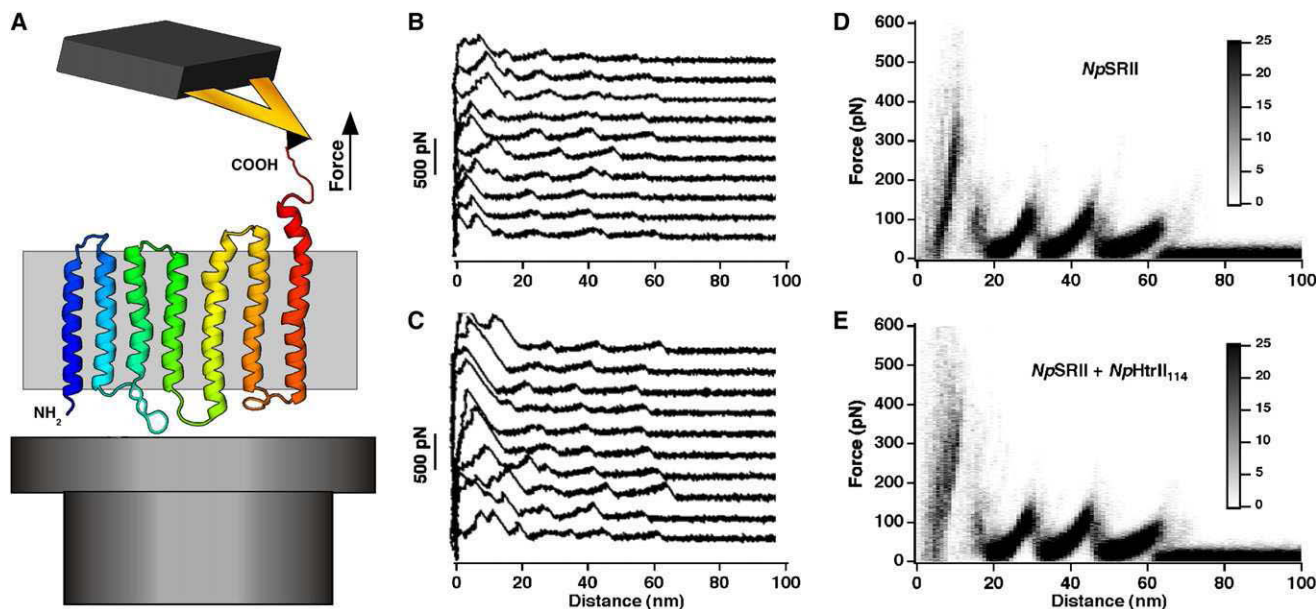 A
COOH
Force
NH2
B
500 pN
0 20 40 60 80 100
C
500 pN
0 20 40 60 80 100
Distance (nm)
D
600
500
400
300
200
100
0
Force (pN)
NpSRII
25
20
15
10
5
0
0 20 40 60 80 100
E
600
500
400
300
200
100
0
Force (pN)
NpSRII + NpHtrII114
25
20
15
10
5
0
0 20 40 60 80 100
Distance (nm)